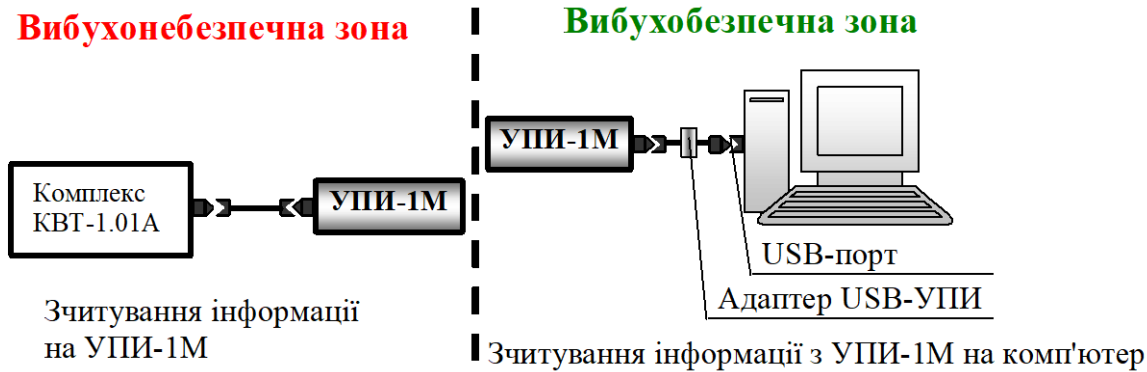 Вибухонебезпечна зона
Комплекс
КВТ-1.01А
УПИ-1М
Зчитування інформації
на УПИ-1М
Вибухобезпечна зона
УПИ-1М
USB-порт
Адаптер USB-УПИ
Зчитування інформації з УПИ-1М на комп'ютер